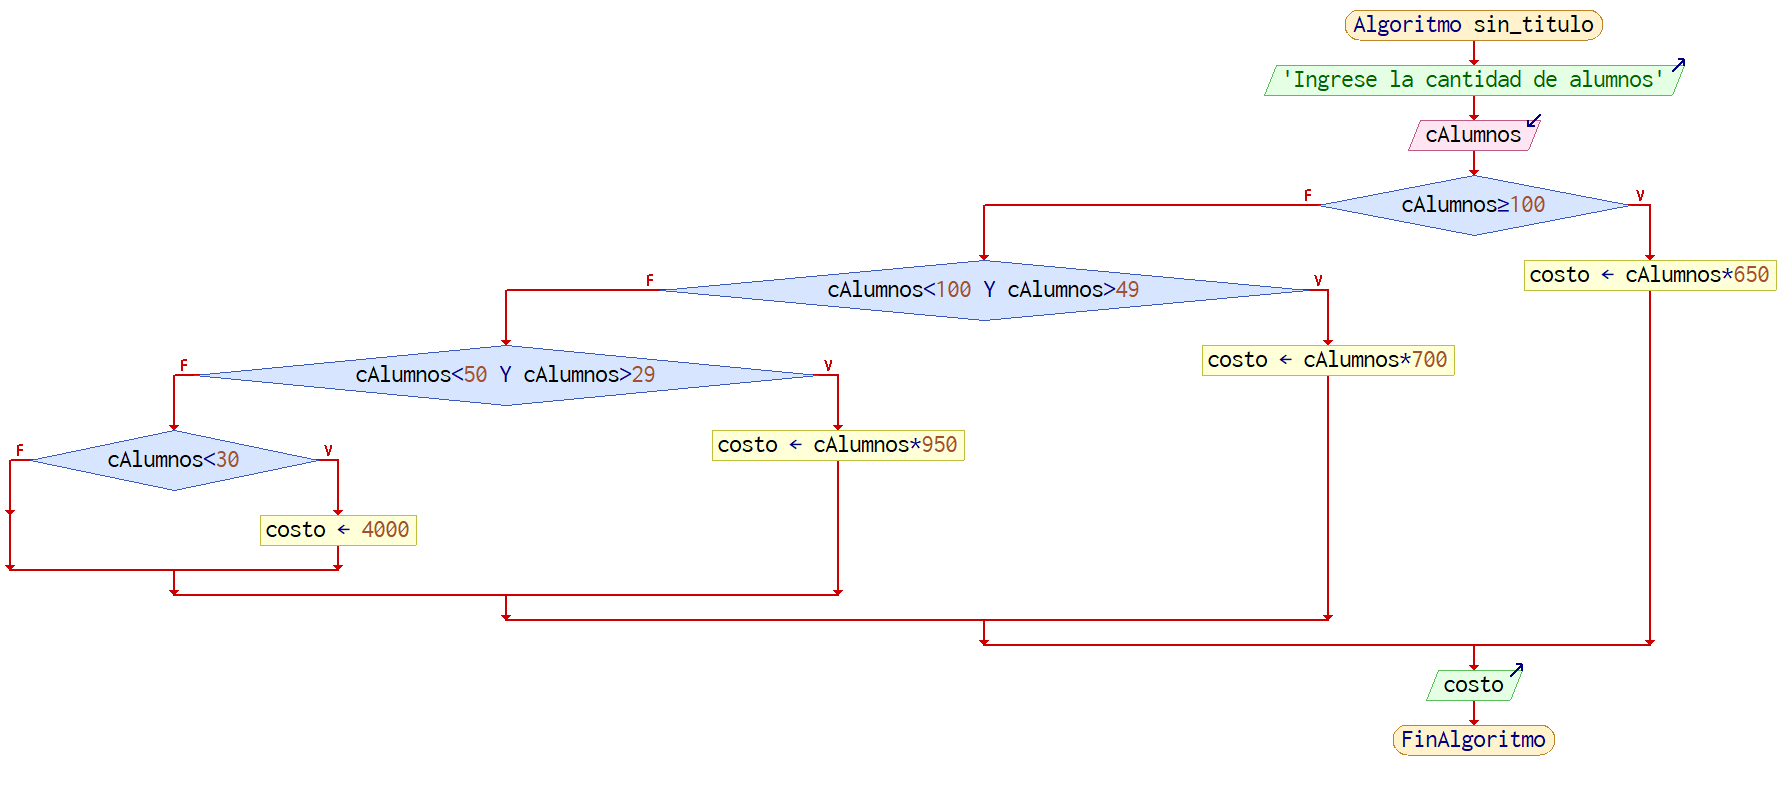 Algoritmo sin_titulo
'Ingrese la cantidad de alumnos'
cAlumnos
F
cAlumnos≥100
V
costo ← cAlumnos*650
F
cAlumnos<100 Y cAlumnos>49
V
costo ← cAlumnos*700
F
cAlumnos<50 Y cAlumnos>29
V
costo ← cAlumnos*950
F
cAlumnos<30
V
costo ← 4000
costo
FinAlgoritmo